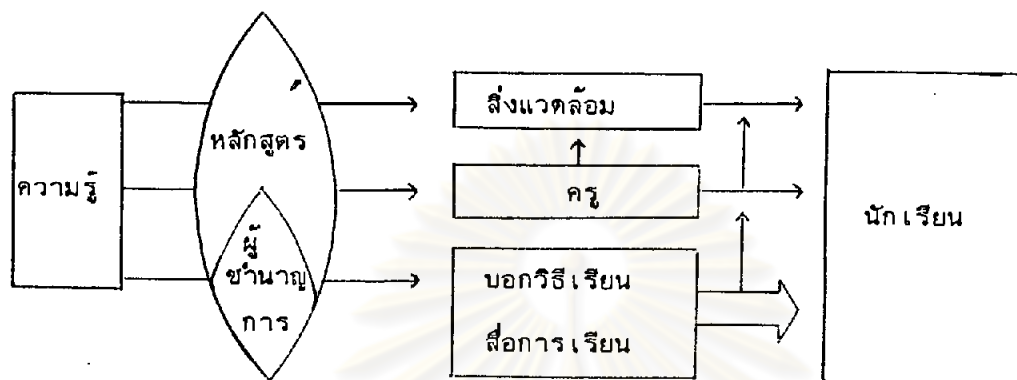 ความรู้
หลักสูตร
ผู้
ชำนาญ
การ
สิ่งแวดล้อม
ครู
บอกวิธีเรียน
สื่อการเรียน
นักเรียน